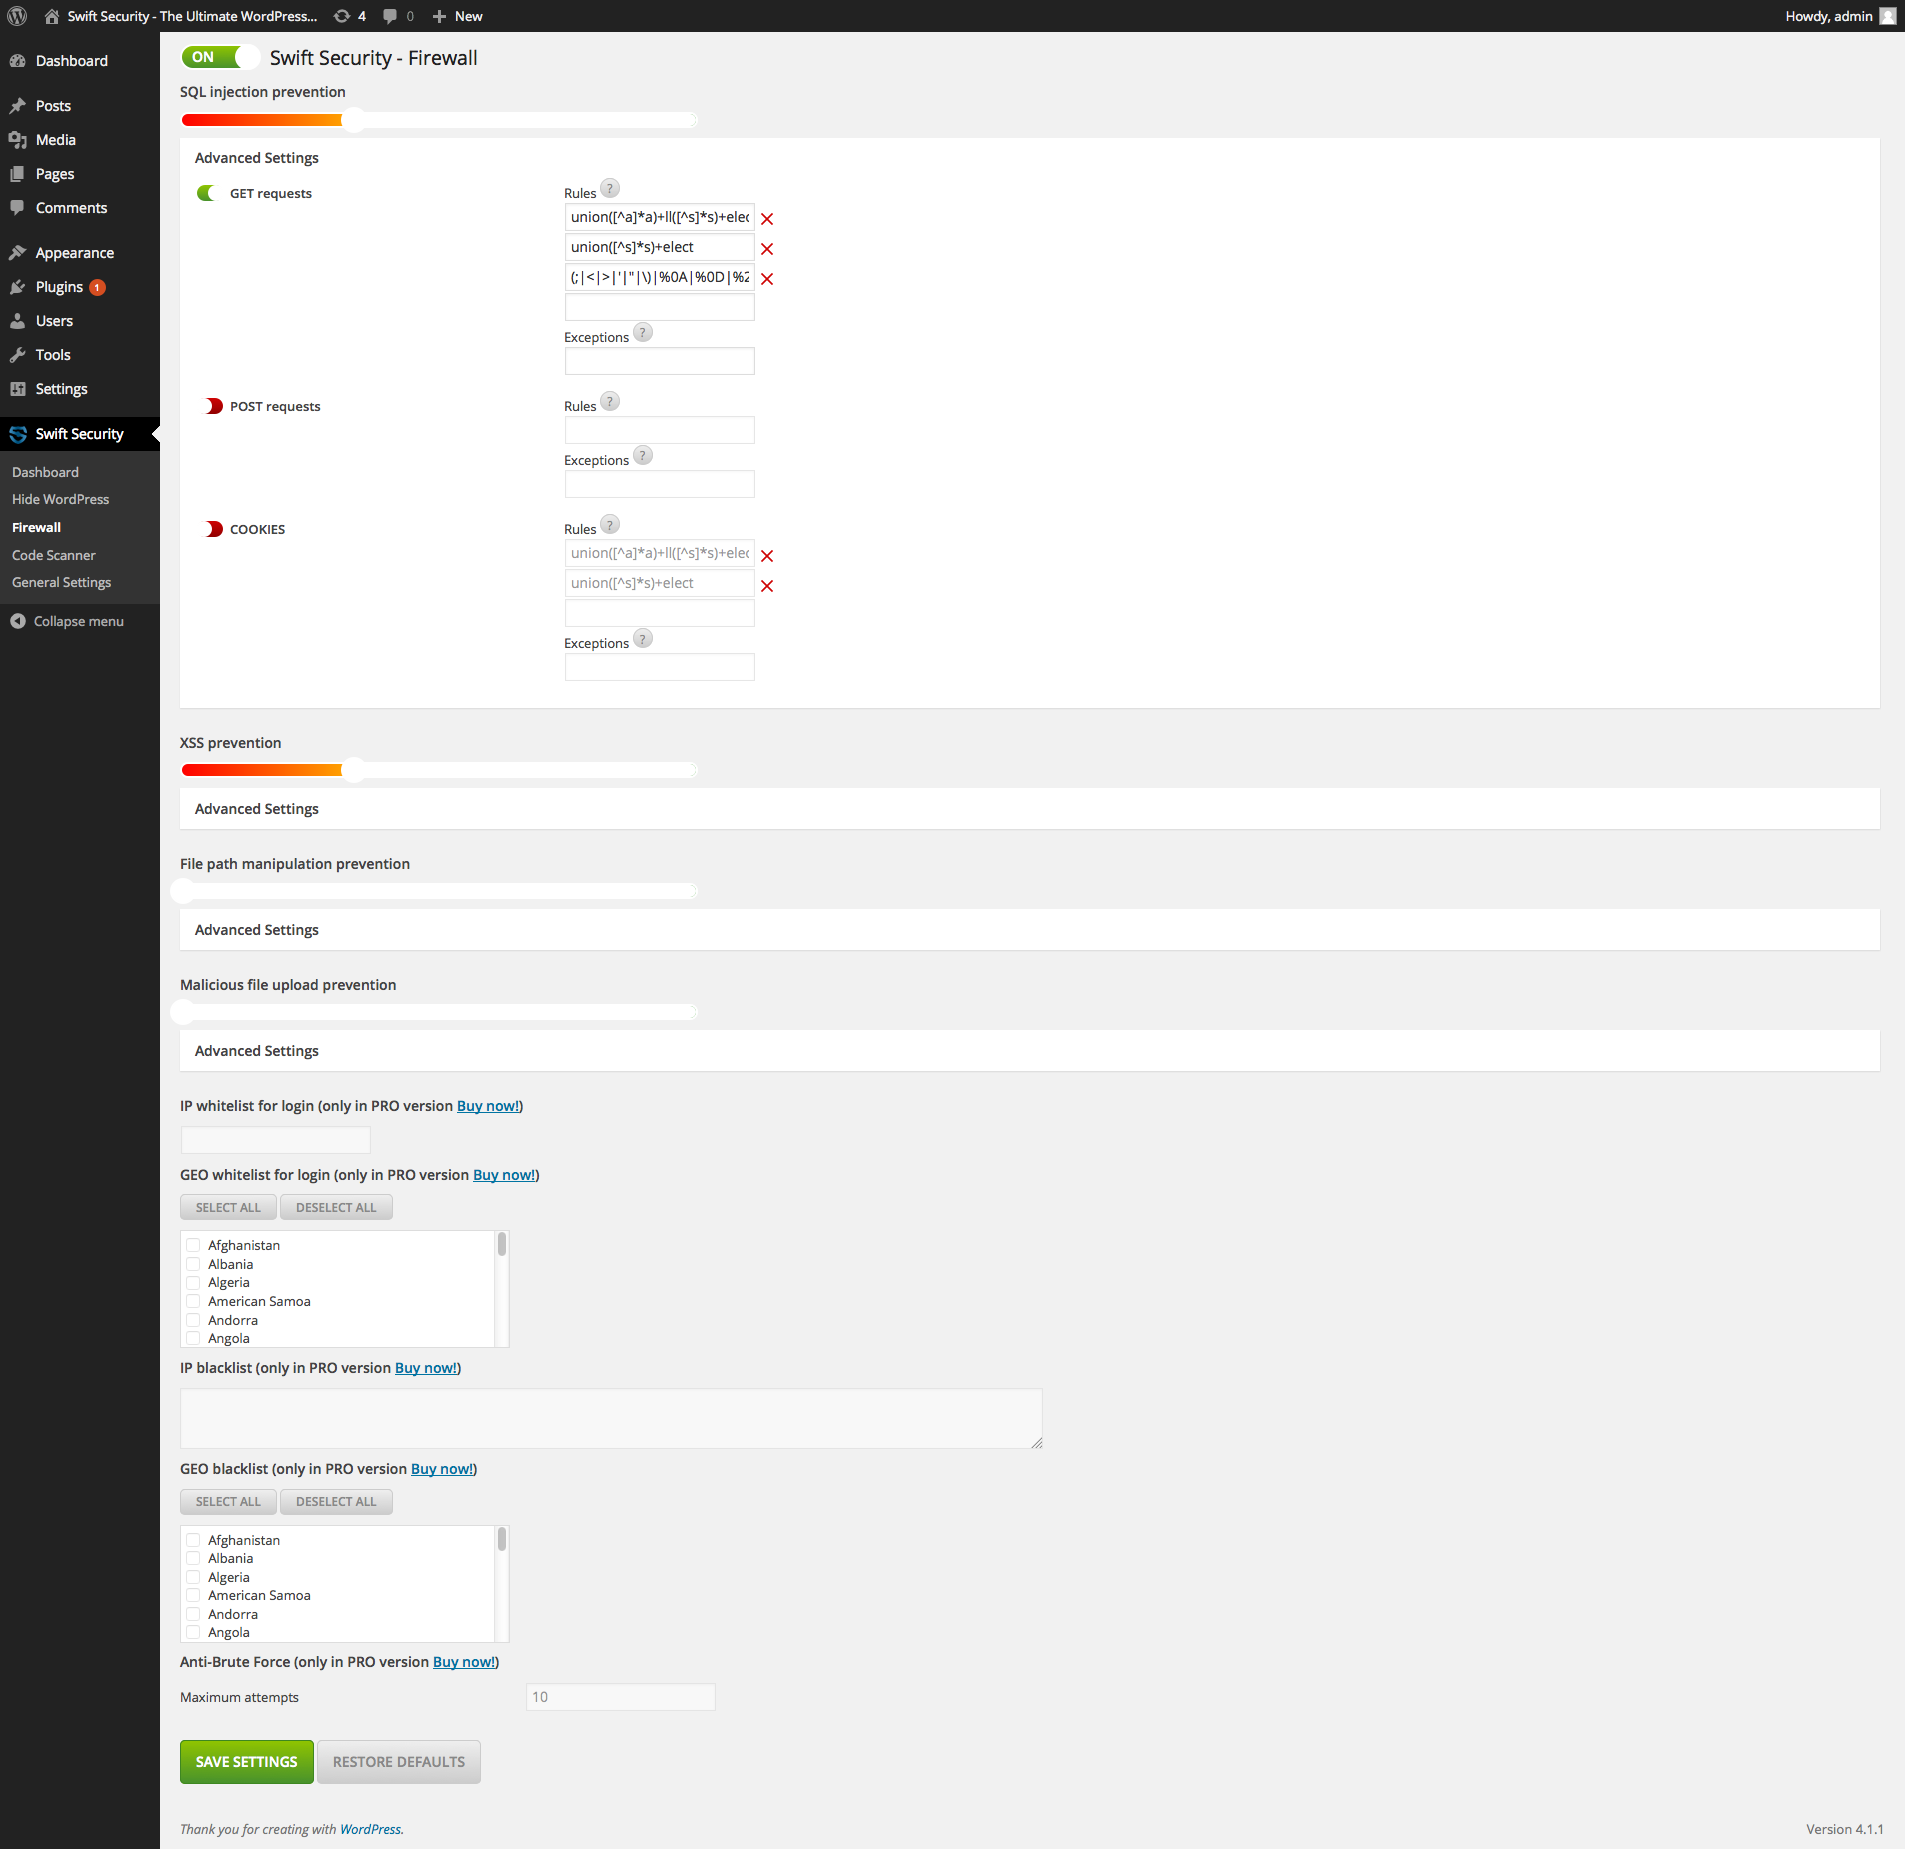 Swift Security - The Ultimate WordPress... 4 0 New Howdy, admin
Dashboard
Posts
Media
Pages
Comments
Appearance
Plugins 1
Users
Tools
Settings
Swift Security
Dashboard
Hide WordPress
Firewall
Code Scanner
General Settings
Collapse menu
ON Swift Security - Firewall
SQL injection prevention
Advanced Settings
GET requests
Rules ?
union([^a]*a)+ll([^s]*s)+elec
union([^s]*s)+elect
(;|<|>|'|"|\)|%0A|%0D|%2
Exceptions ?
POST requests
Rules ?
Exceptions ?
COOKIES
Rules ?
union([^a]*a)+ll([^s]*s)+elec
union([^s]*s)+elect
Exceptions ?
XSS prevention
Advanced Settings
File path manipulation prevention
Advanced Settings
Malicious file upload prevention
Advanced Settings
IP whitelist for login (only in PRO version Buy now!)
GEO whitelist for login (only in PRO version Buy now!)
SELECT ALL DESELECT ALL
Afghanistan
Albania
Algeria
American Samoa
Andorra
Angola
IP blacklist (only in PRO version Buy now!)
GEO blacklist (only in PRO version Buy now!)
SELECT ALL DESELECT ALL
Afghanistan
Albania
Algeria
American Samoa
Andorra
Angola
Anti-Brute Force (only in PRO version Buy now!)
Maximum attempts 10
SAVE SETTINGS RESTORE DEFAULTS
Thank you for creating with WordPress. Version 4.1.1